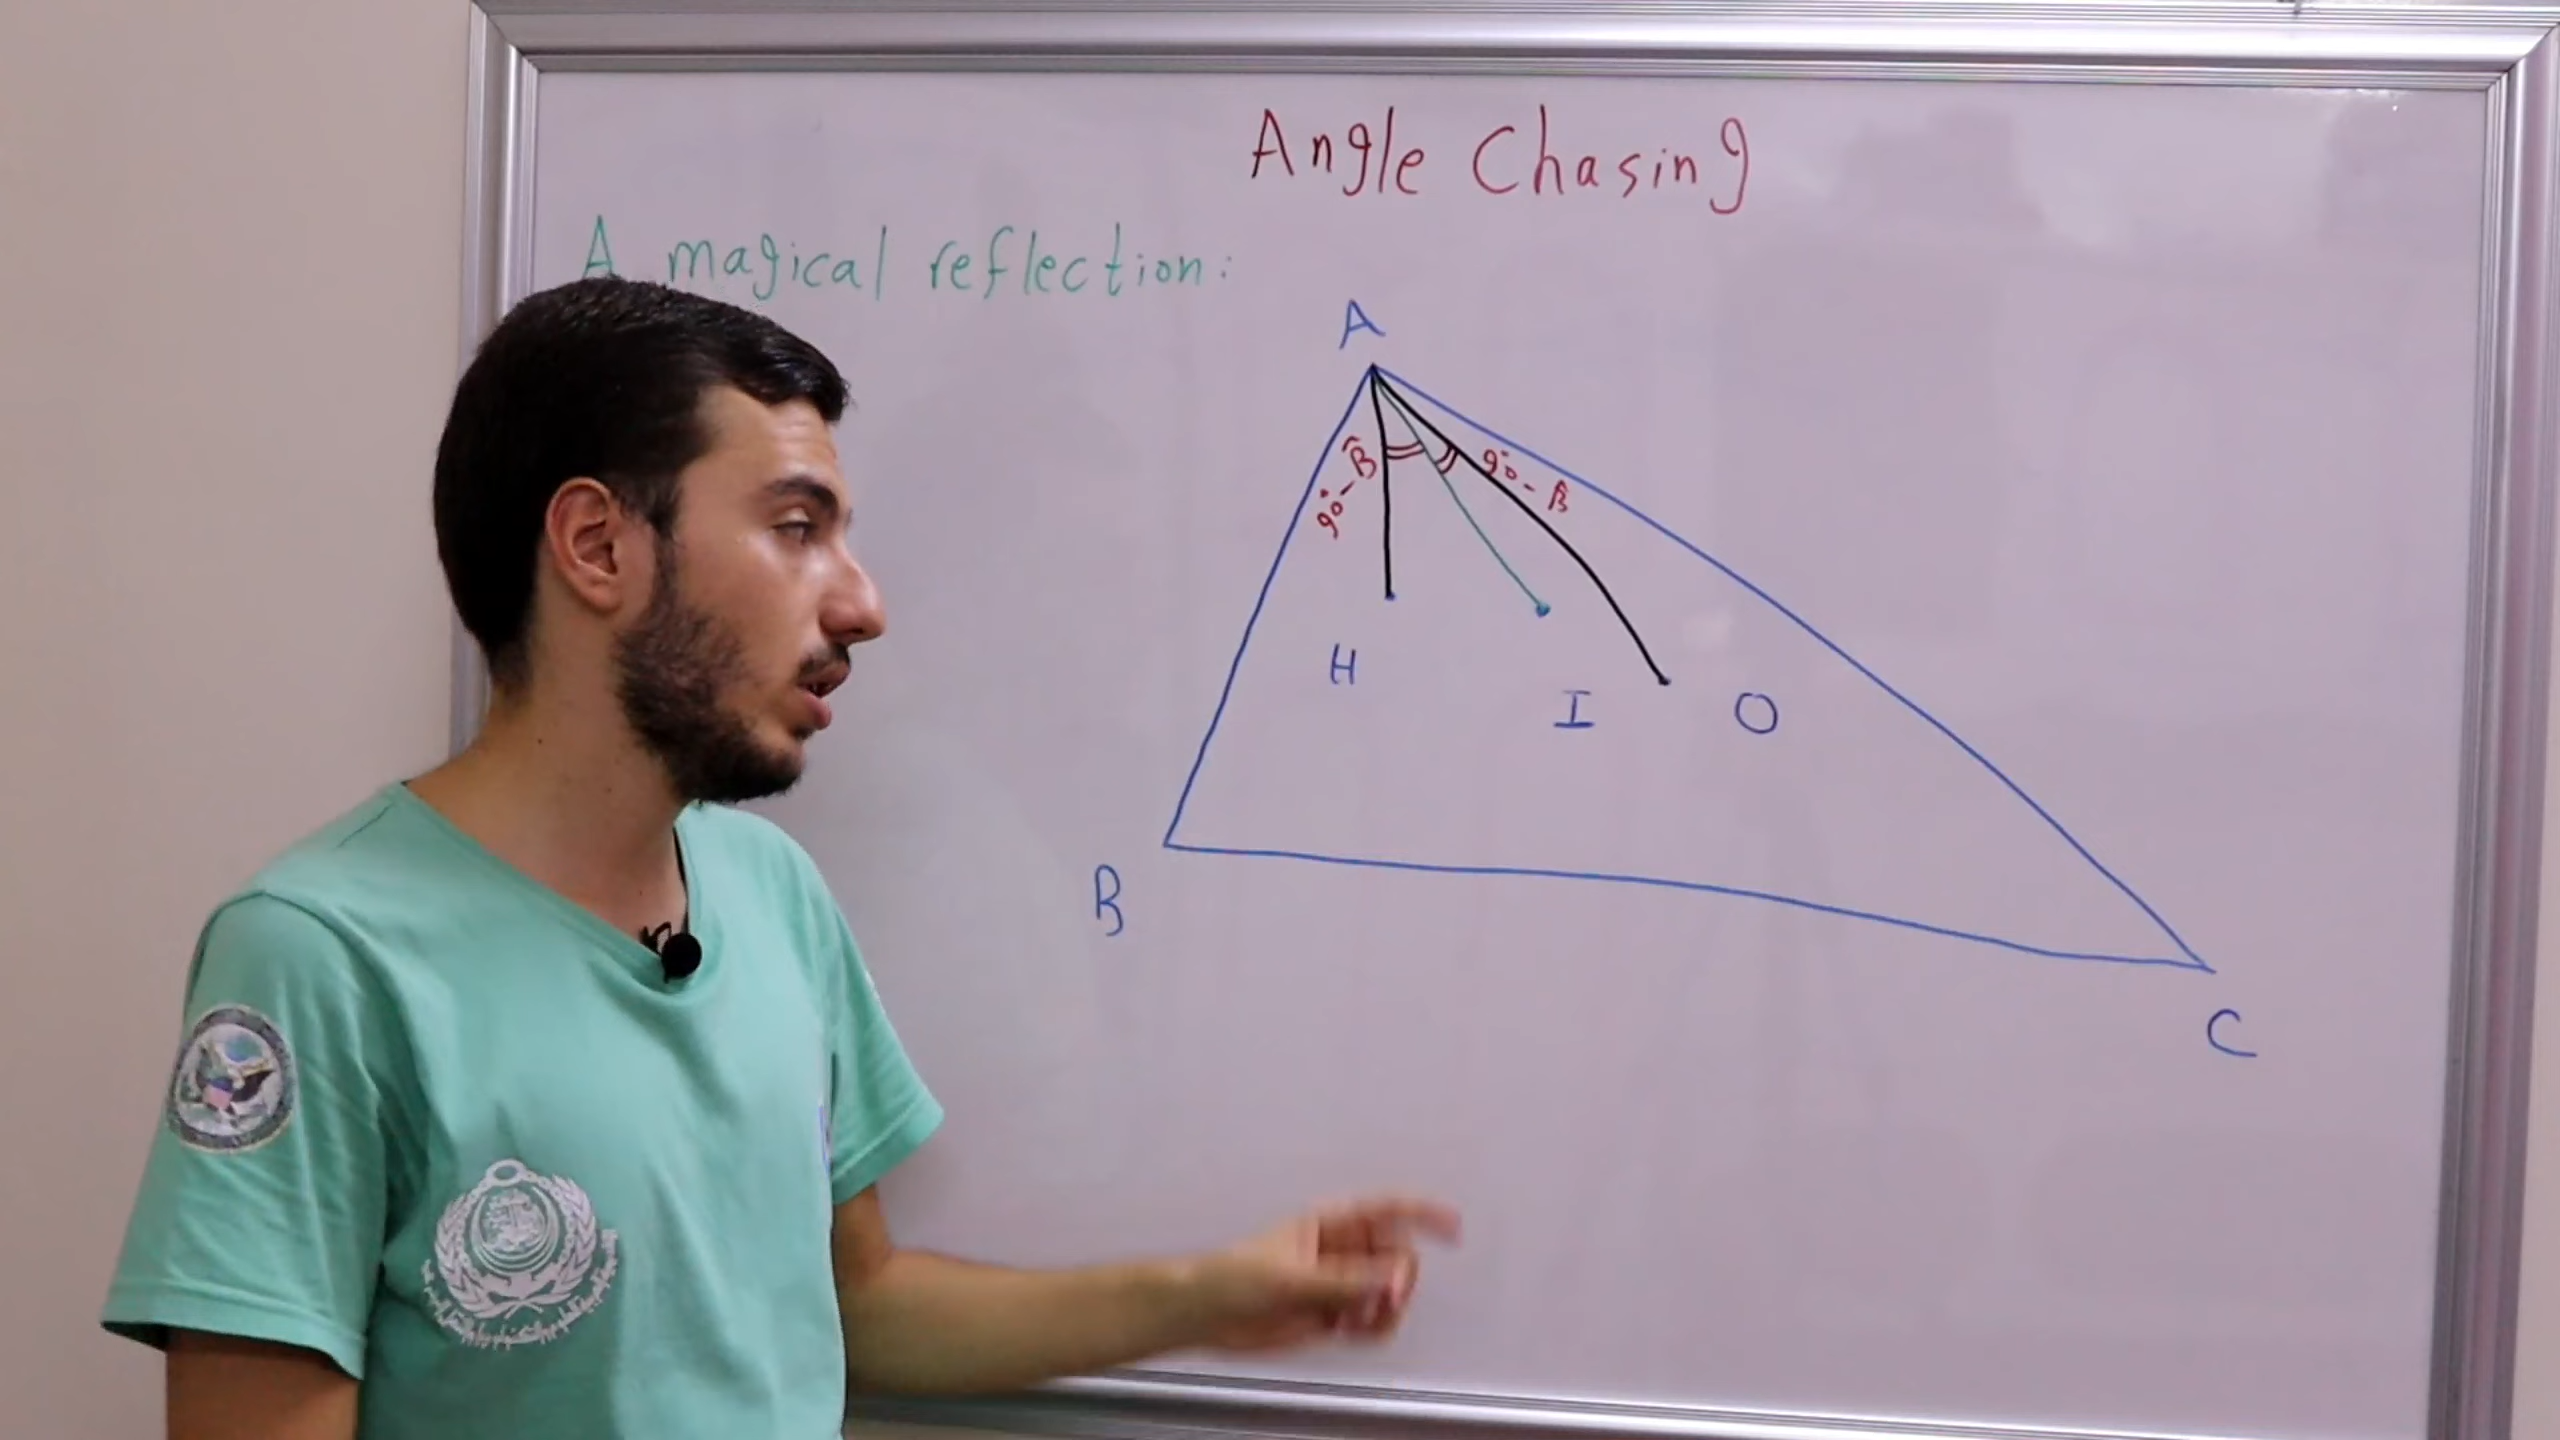 Angle Chasing
A magical reflection:
A
90°-B̂
90°-B̂
H
I
O
B
C